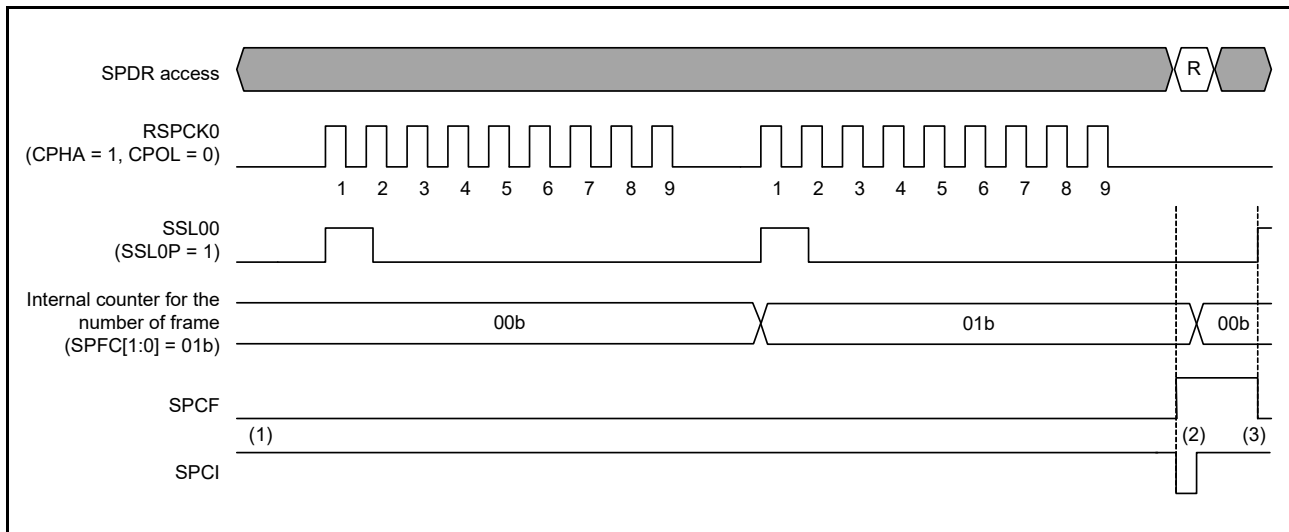 SPDR access
R
RSPCK0
(CPHA = 1, CPOL = 0)
1 2 3 4 5 6 7 8 9 1 2 3 4 5 6 7 8 9
SSL00
(SSL0P = 1)
Internal counter for the
number of frame
(SPFC[1:0] = 01b)
00b 01b 00b
SPCF
(1) (2) (3)
SPCI